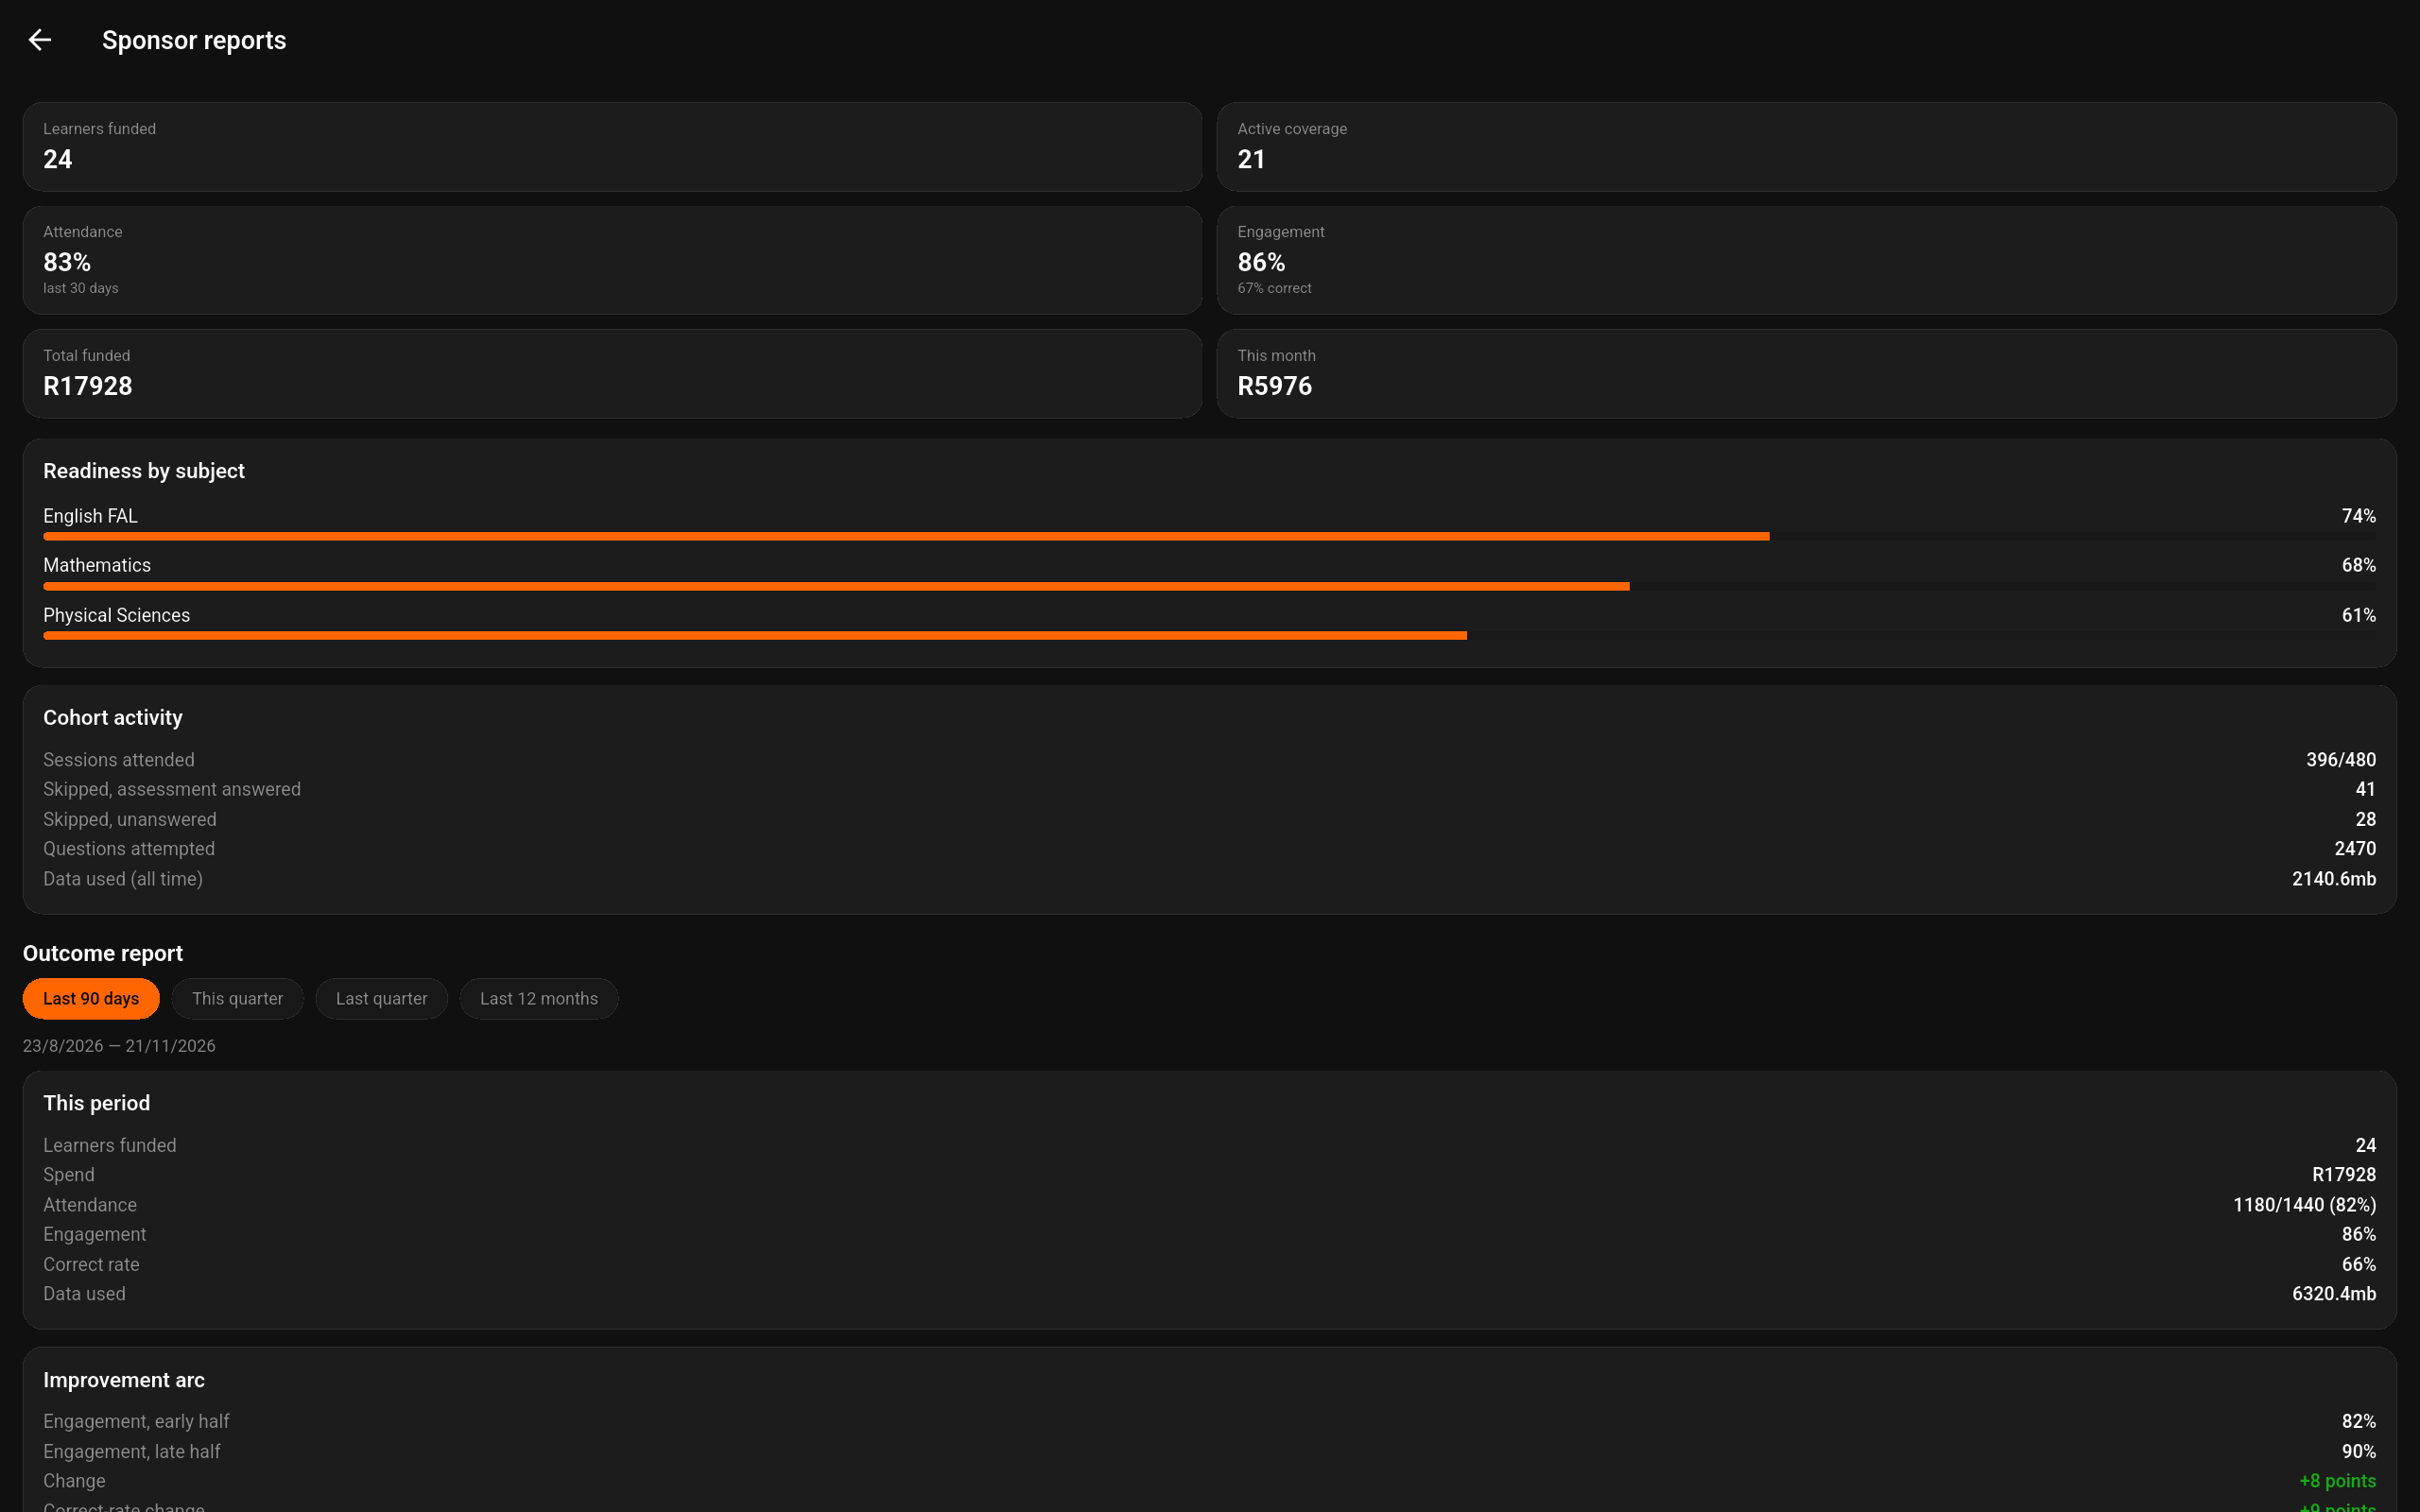 Sponsor reports
Learners funded
24
Active coverage
21
Attendance
83%
last 30 days
Engagement
86%
67% correct
Total funded
R17928
This month
R5976
Readiness by subject
English FAL 74%
Mathematics 68%
Physical Sciences 61%
Cohort activity
Sessions attended 396/480
Skipped, assessment answered 41
Skipped, unanswered 28
Questions attempted 2470
Data used (all time) 2140.6mb
Outcome report
Last 90 days This quarter Last quarter Last 12 months
23/8/2026 — 21/11/2026
This period
Learners funded 24
Spend R17928
Attendance 1180/1440 (82%)
Engagement 86%
Correct rate 66%
Data used 6320.4mb
Improvement arc
Engagement, early half 82%
Engagement, late half 90%
Change +8 points
Correct-rate change +9 points